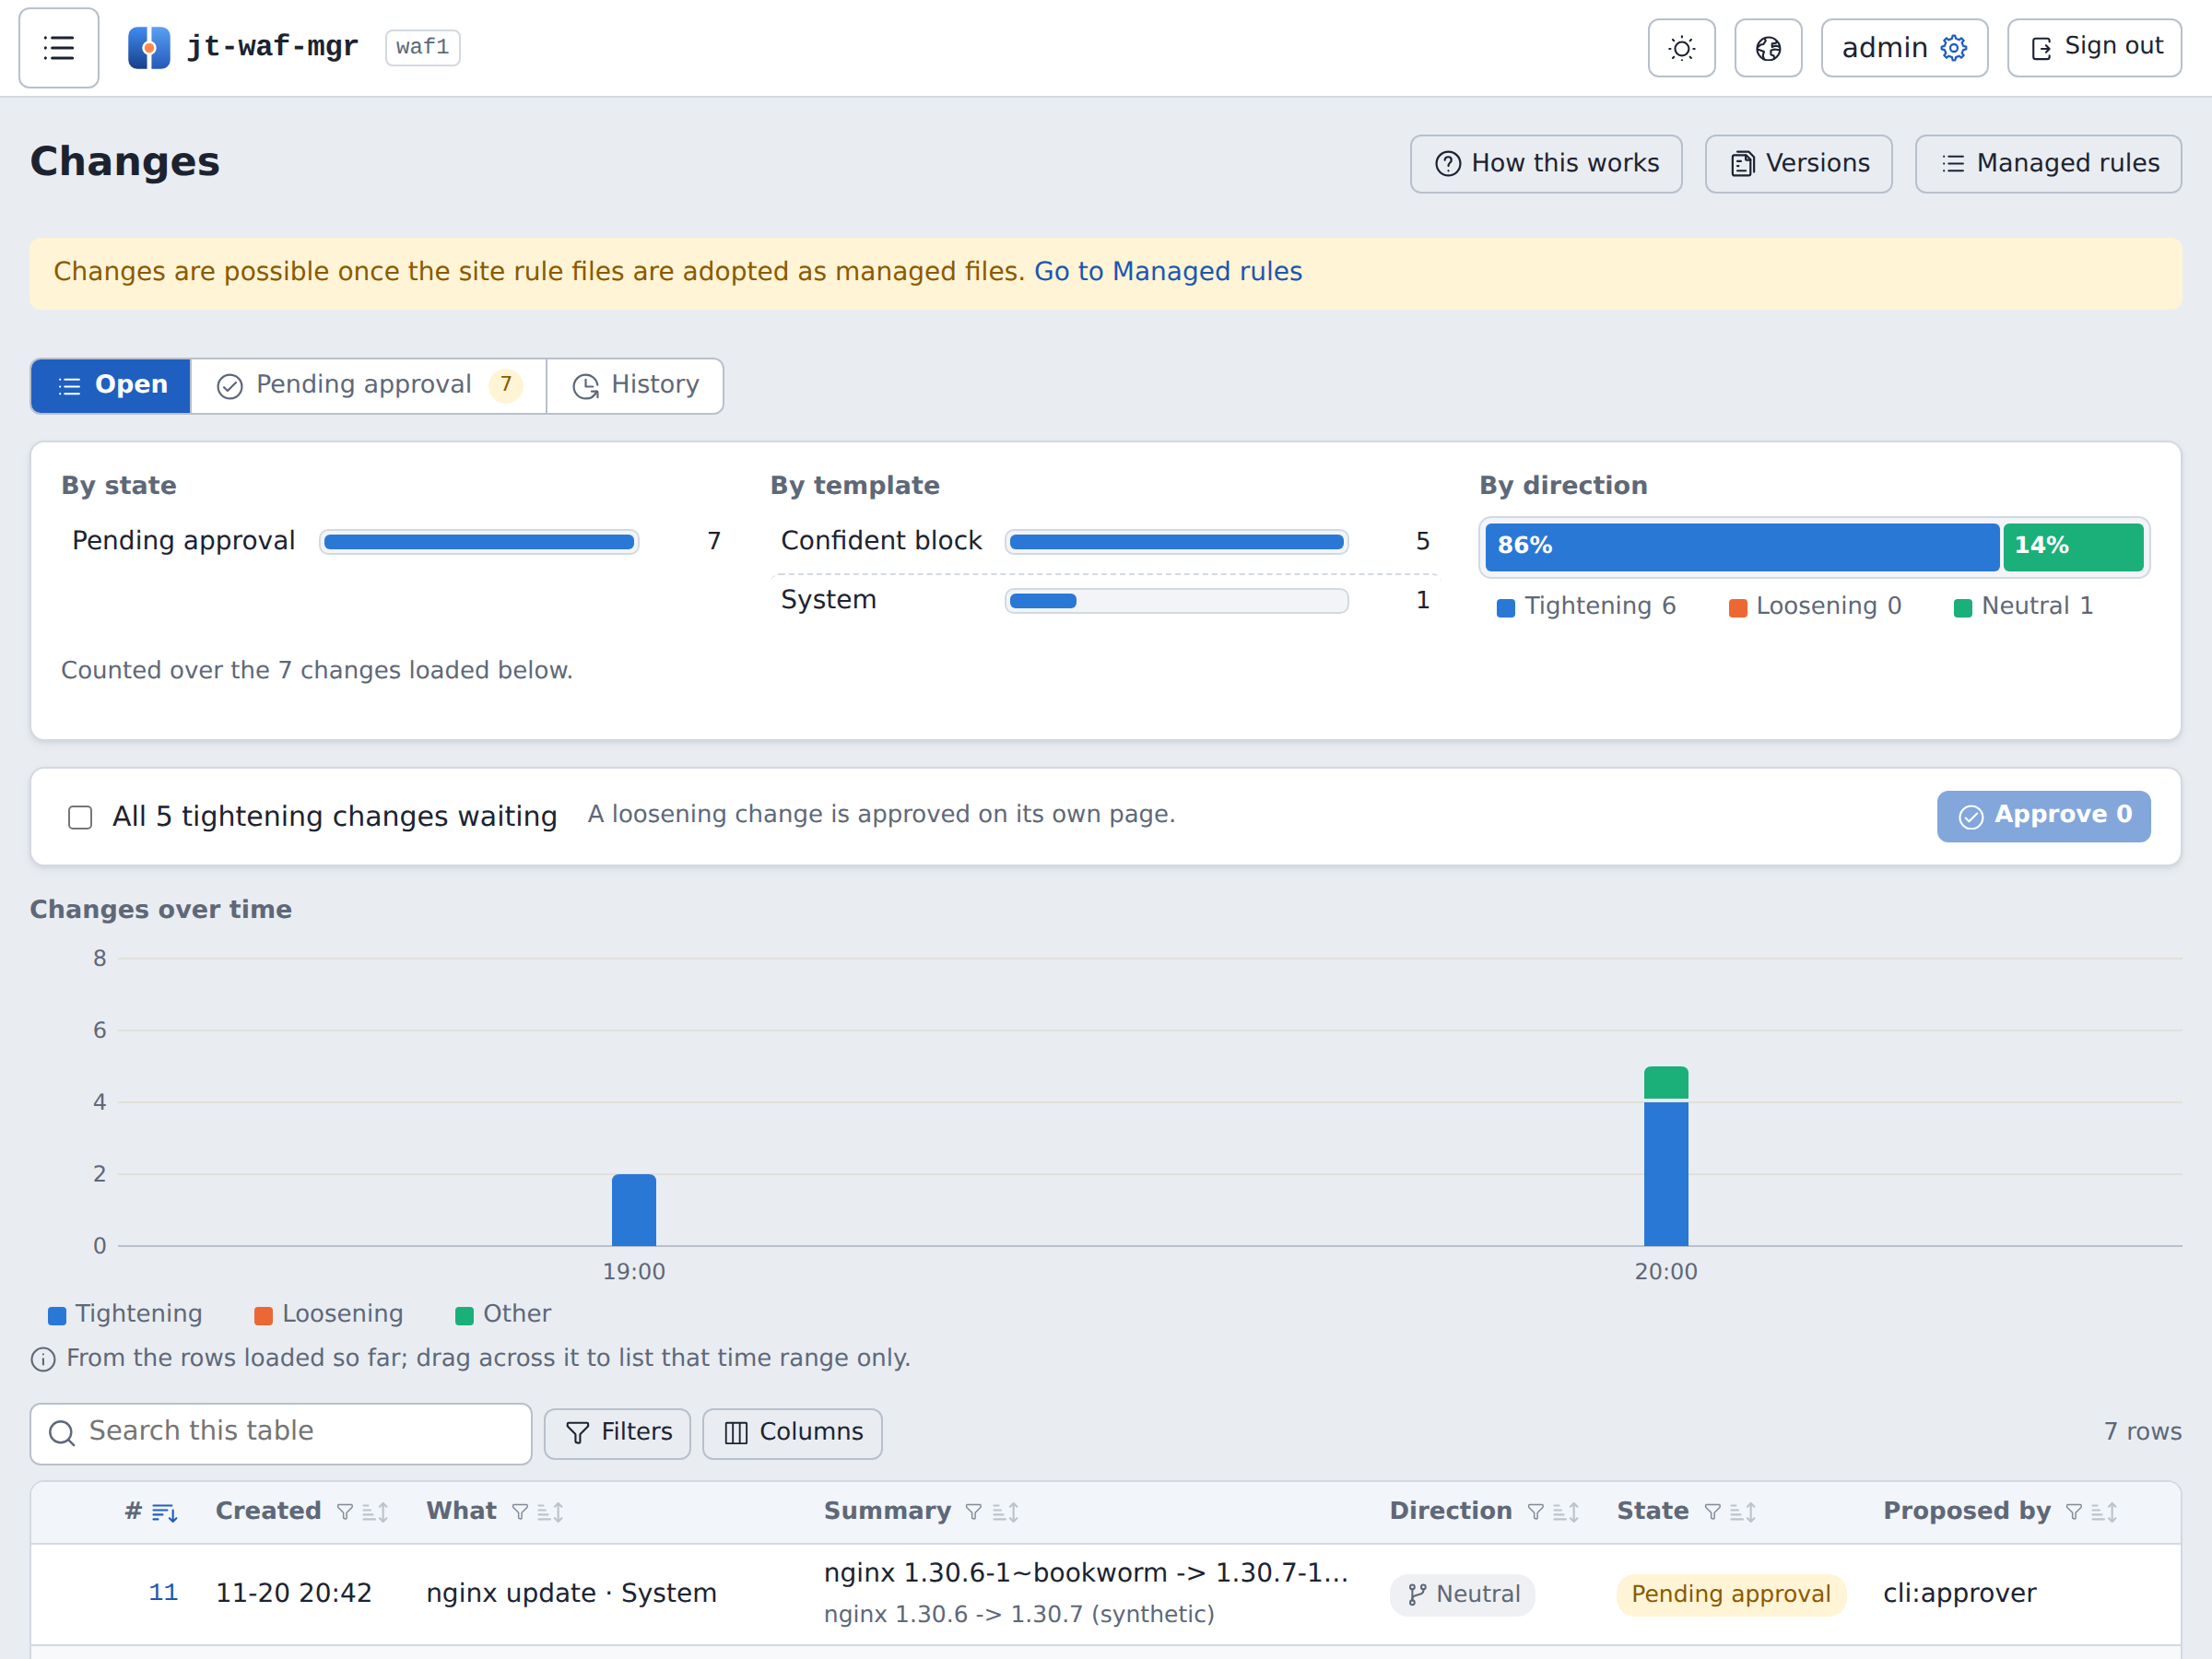 jt-waf-mgr waf1 admin Sign out
Changes How this works Versions Managed rules
Changes are possible once the site rule files are adopted as managed files. Go to Managed rules
Open Pending approval 7 History
By state
Pending approval 7
By template
Confident block 5
System 1
By direction
86% 14%
Tightening 6 Loosening 0 Neutral 1
Counted over the 7 changes loaded below.
All 5 tightening changes waiting A loosening change is approved on its own page. Approve 0
Changes over time
8
6
4
2
0
19:00 20:00
Tightening Loosening Other
From the rows loaded so far; drag across it to list that time range only.
Search this table Filters Columns 7 rows
# Created What Summary Direction State Proposed by
11 11-20 20:42 nginx update · System nginx 1.30.6-1~bookworm -> 1.30.7-1… Neutral Pending approval cli:approver
nginx 1.30.6 -> 1.30.7 (synthetic)